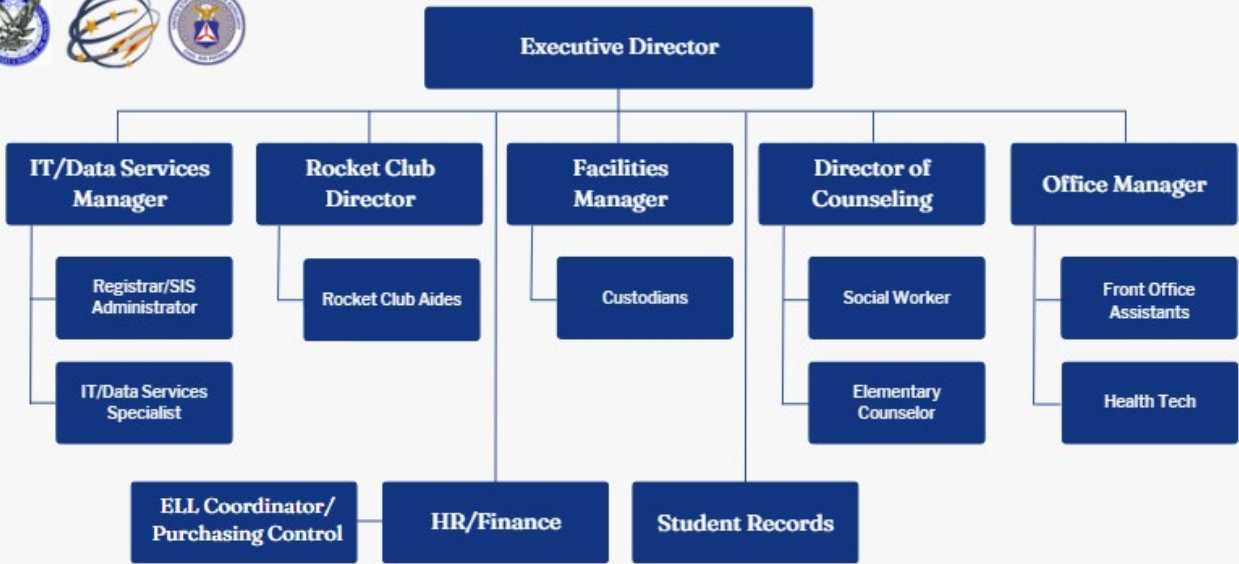 Executive Director
IT/Data Services
Manager
Rocket Club
Director
Facilities
Manager
Director of
Counseling
Office Manager
Registrar/SIS
Administrator
Rocket Club Aides
Custodians
Social Worker
Front Office
Assistants
IT/Data Services
Specialist
Elementary
Counselor
Health Tech
ELL Coordinator/
Purchasing Control
HR/Finance
Student Records